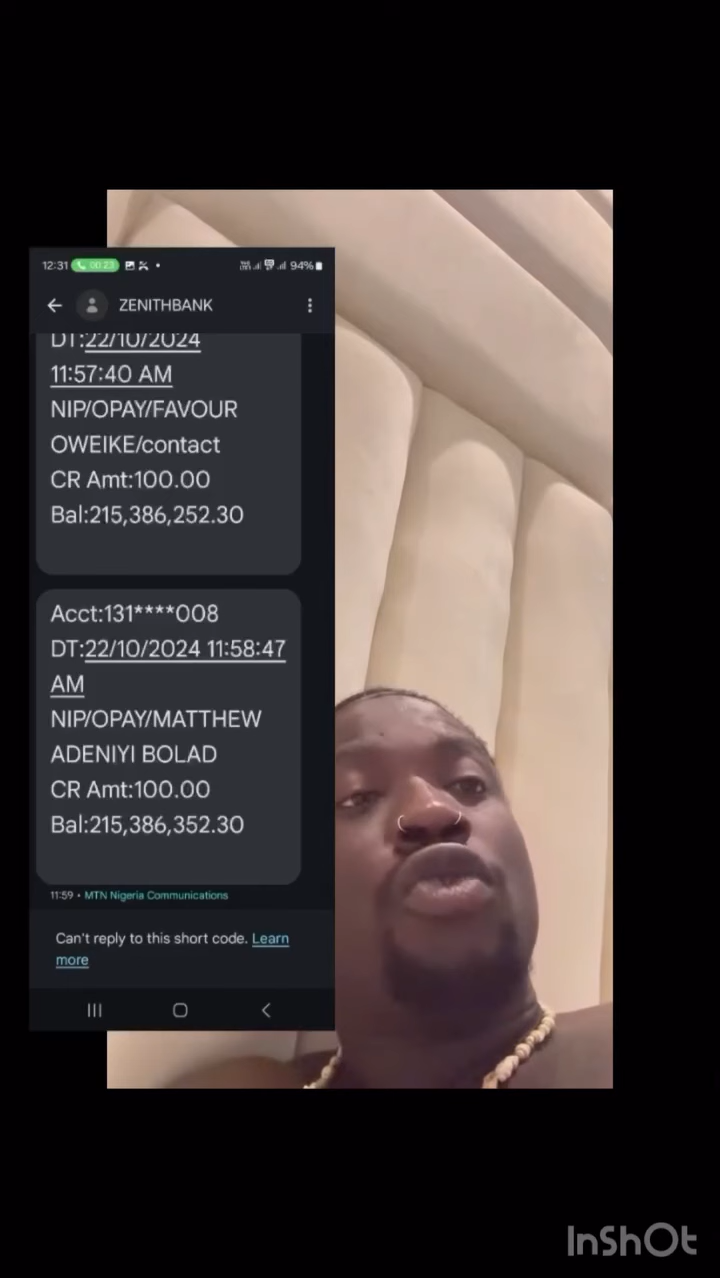 12:31 00:23 94%
ZENITHBANK
DT:22/10/2024
11:57:40 AM
NIP/OPAY/FAVOUR
OWEIKE/contact
CR Amt:100.00
Bal:215,386,252.30
Acct:131****008
DT:22/10/2024 11:58:47
AM
NIP/OPAY/MATTHEW
ADENIYI BOLAD
CR Amt:100.00
Bal:215,386,352.30
11:59 • MTN Nigeria Communications
Can't reply to this short code. Learn
more
InShOt